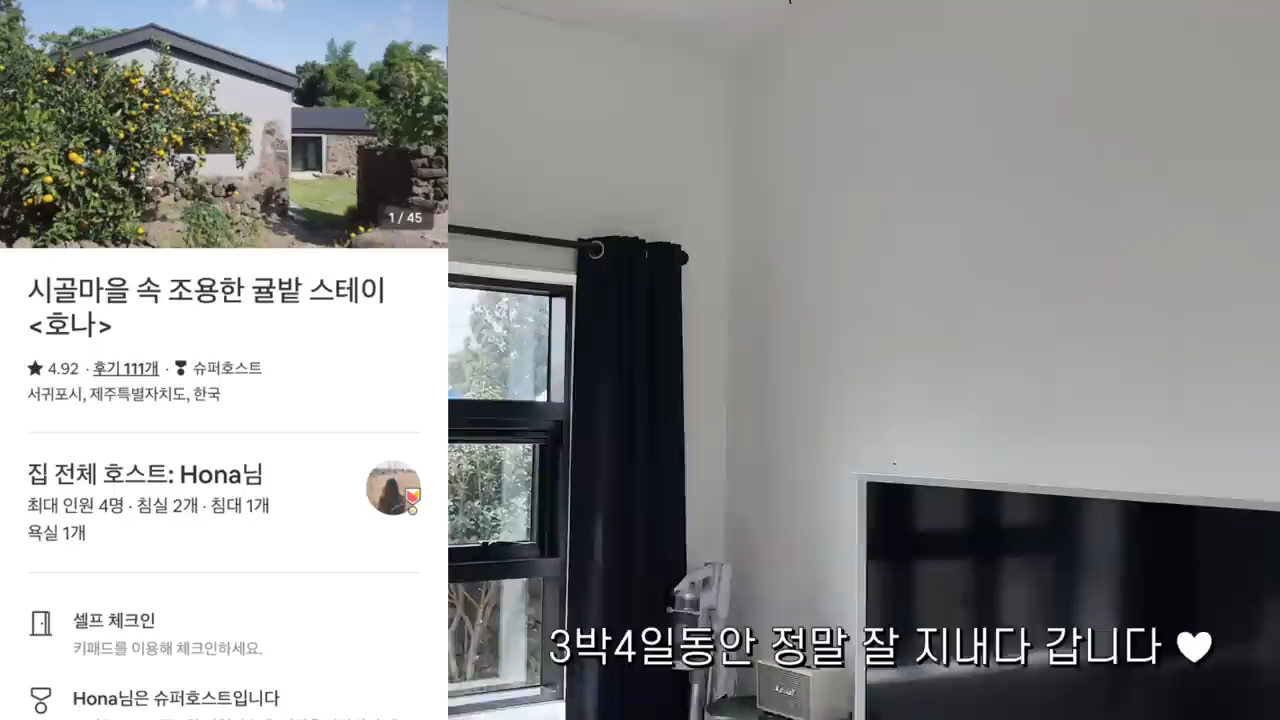 1 / 45
시골마을 속 조용한 귤밭 스테이
<호나>
★ 4.92 · 후기 111개 · 슈퍼호스트
서귀포시, 제주특별자치도, 한국
집 전체 호스트: Hona님
최대 인원 4명 · 침실 2개 · 침대 1개
욕실 1개
셀프 체크인
키패드를 이용해 체크인하세요.
Hona님은 슈퍼호스트입니다
3박4일동안 정말 잘 지내다 갑니다 ♥
Marshall